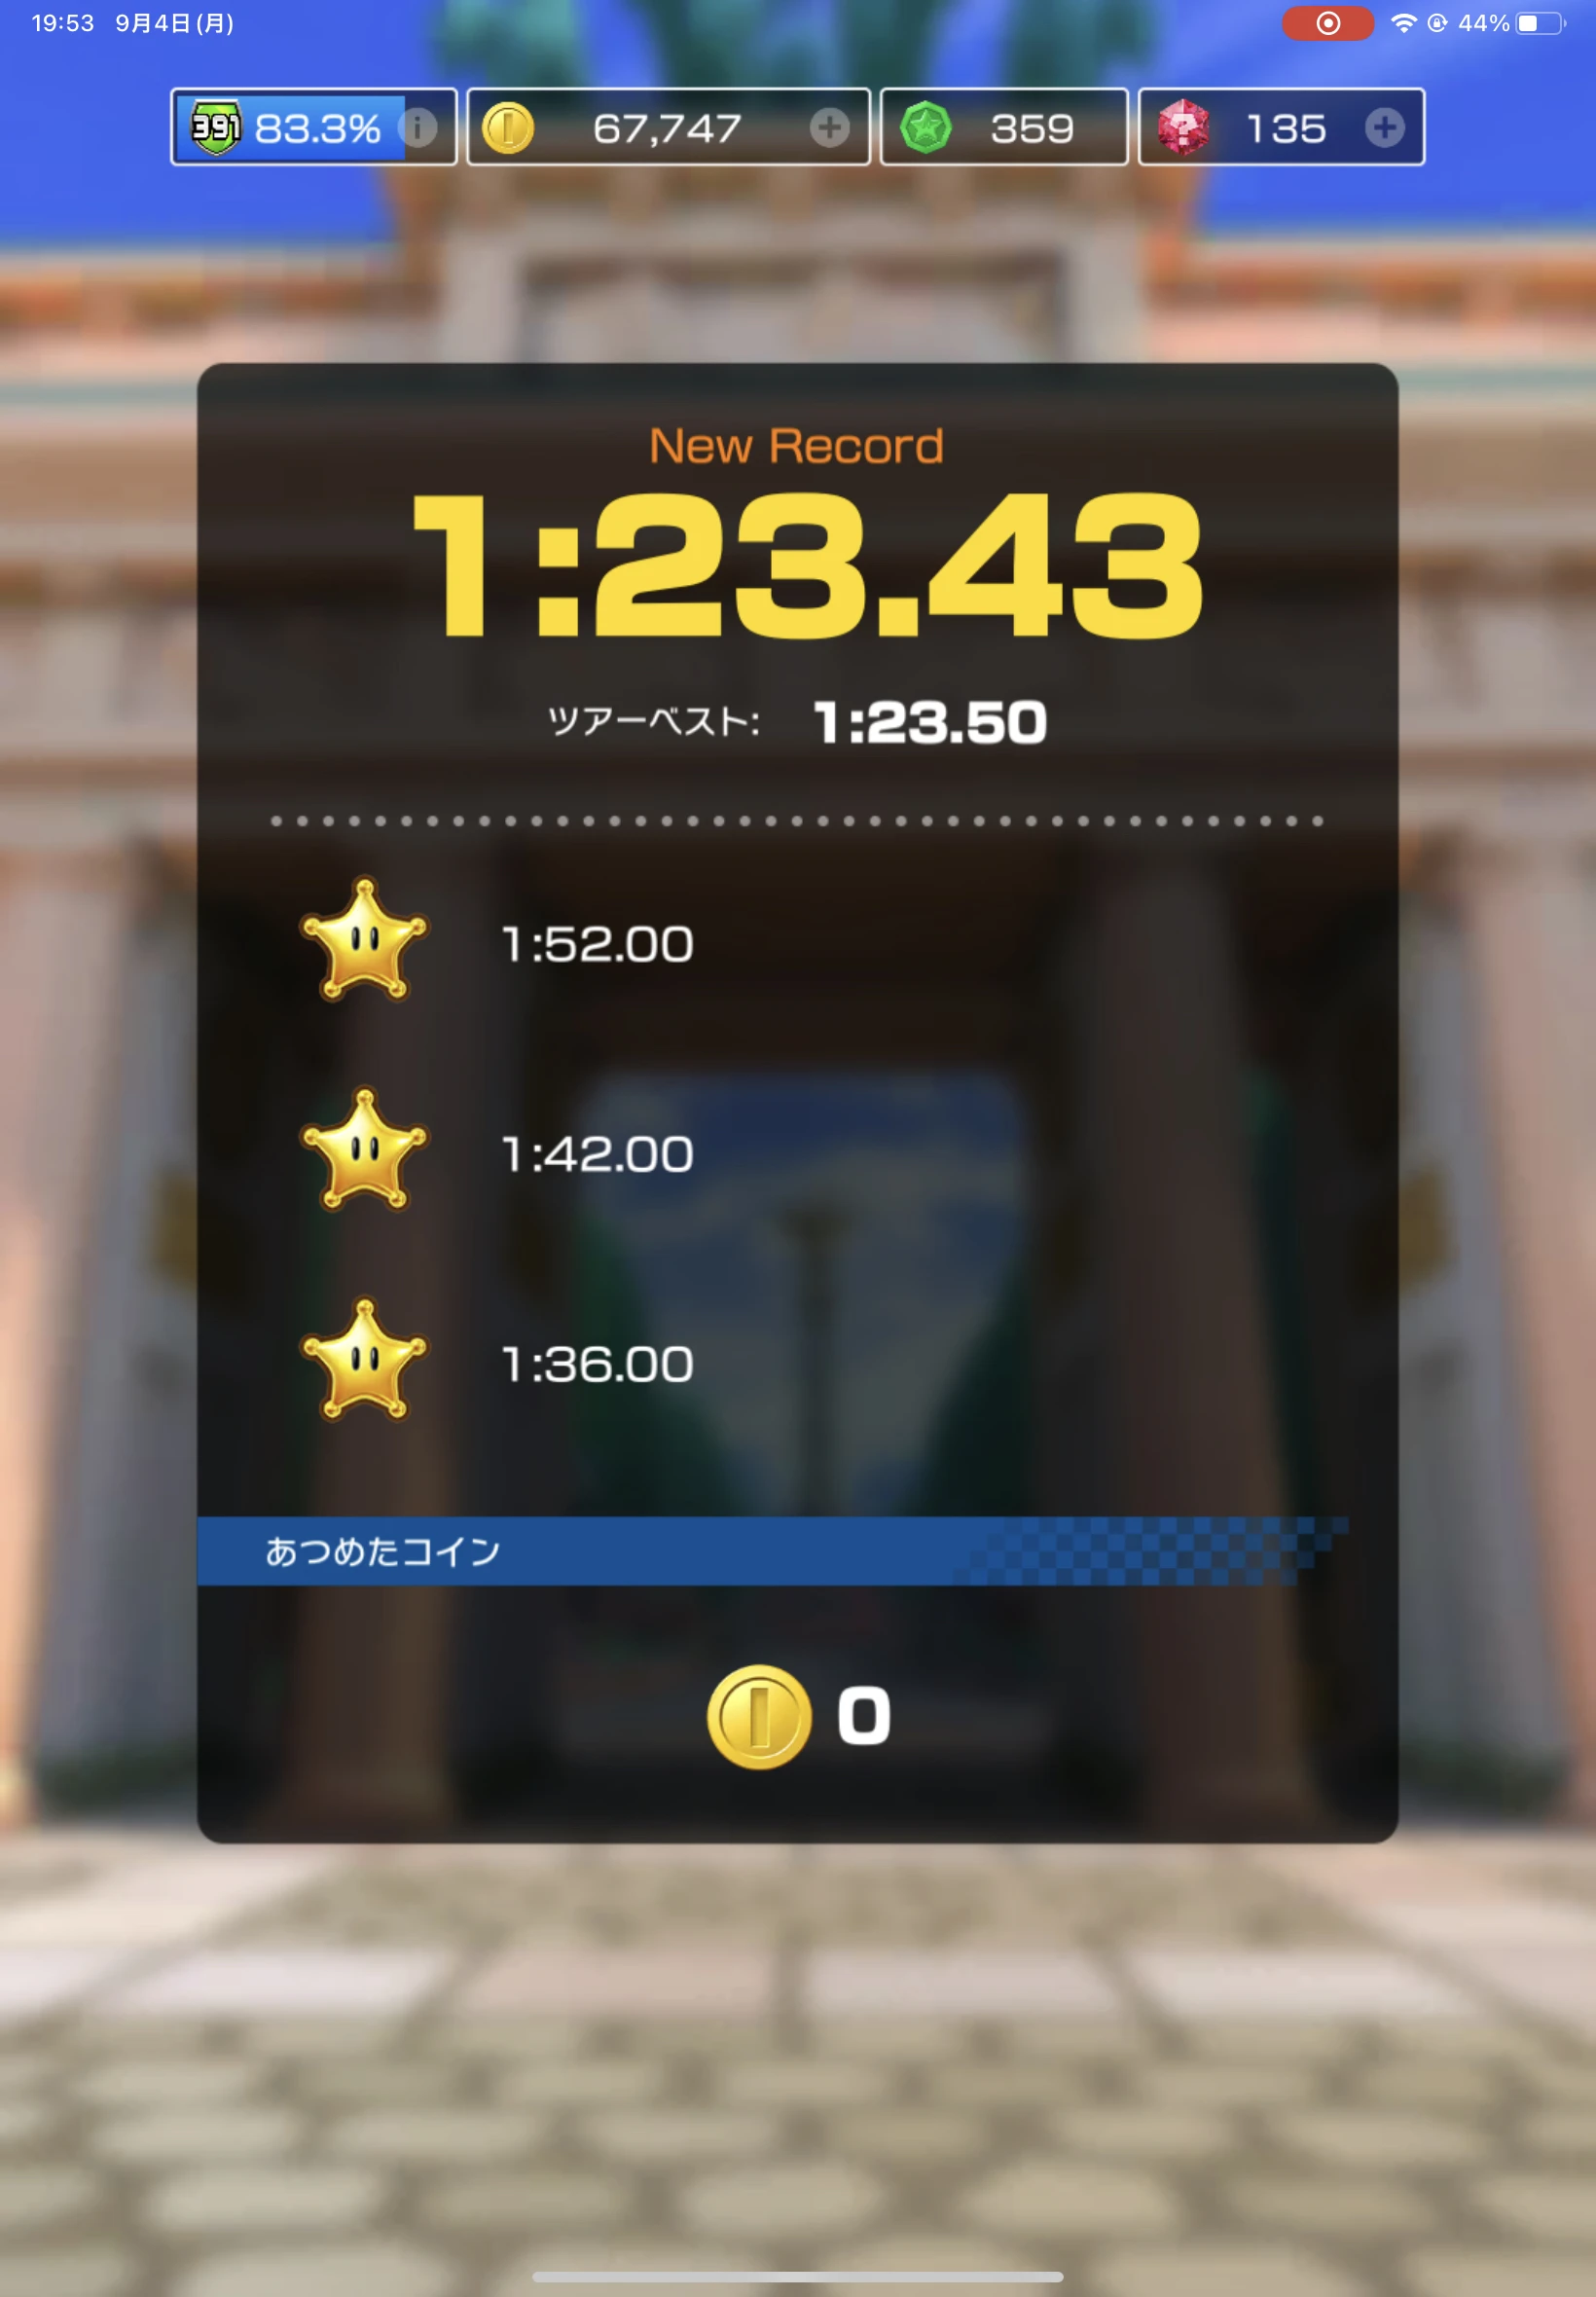 19:53 9月4日(月) 44%
391 83.3% i 67,747 + 359 ? 135 +
New Record
1:23.43
ツアーベスト: 1:23.50
1:52.00
1:42.00
1:36.00
あつめたコイン
0